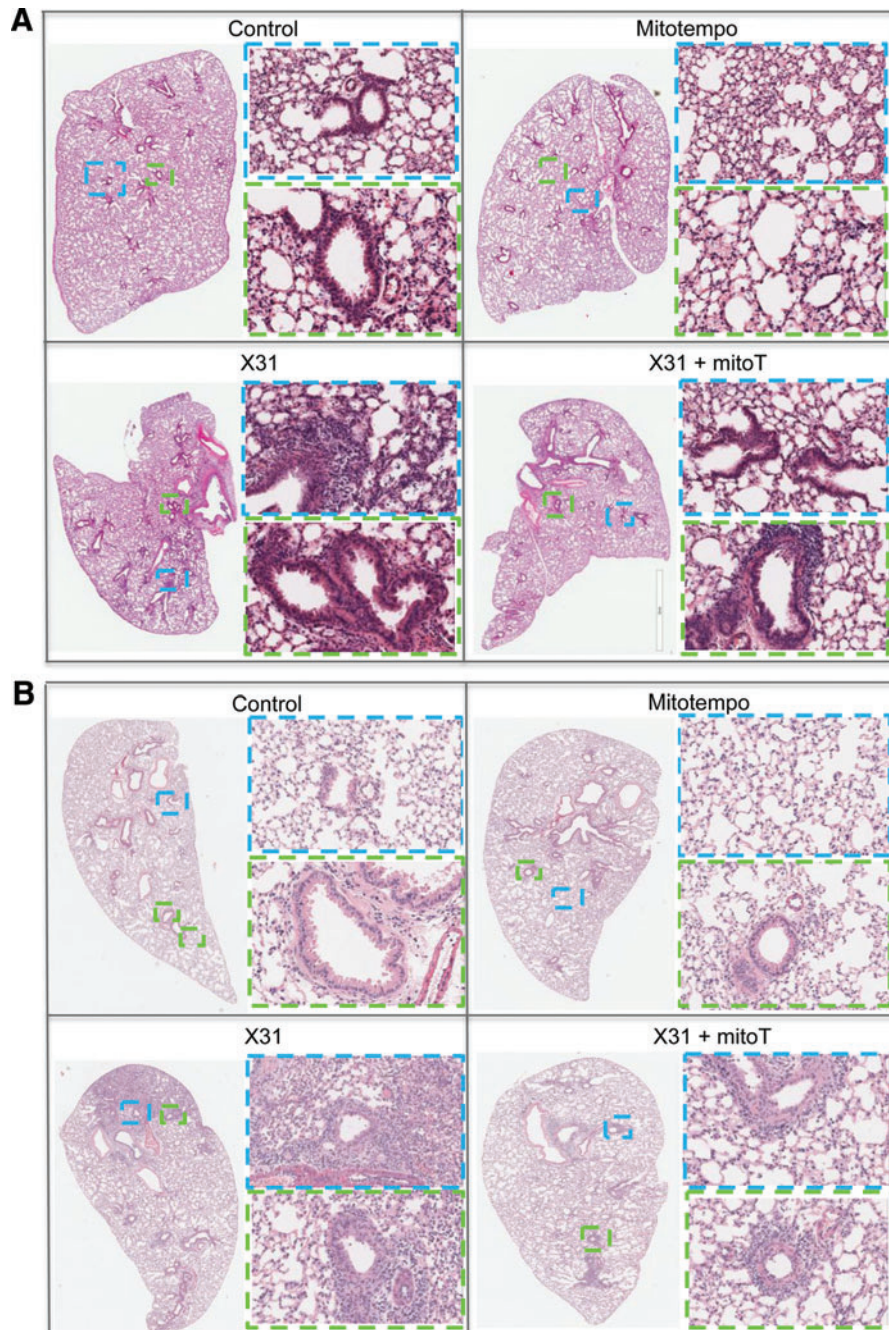 A
Control
Mitotempo
X31
X31 + mitoT
B
Control
Mitotempo
X31
X31 + mitoT